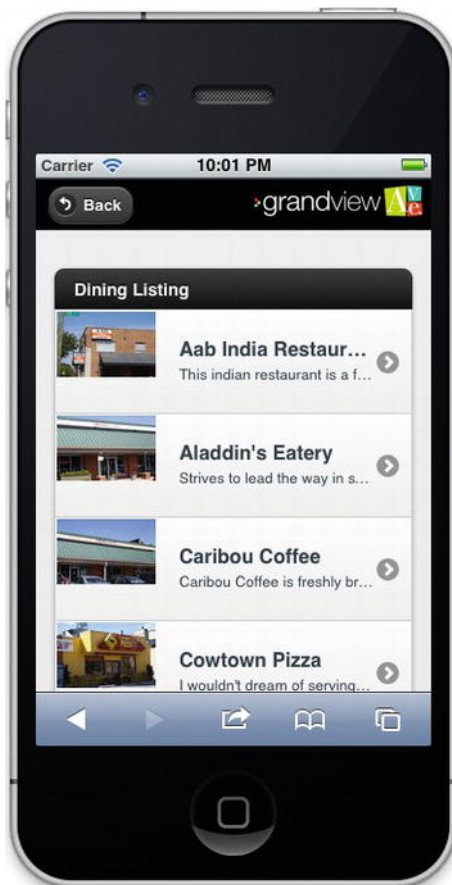 Carrier 10:01 PM
Back grandview Ave
Dining Listing
Aab India Restaur...
This indian restaurant is a f...
Aladdin's Eatery
Strives to lead the way in s...
Caribou Coffee
Caribou Coffee is freshly br...
Cowtown Pizza
I wouldn't dream of serving...